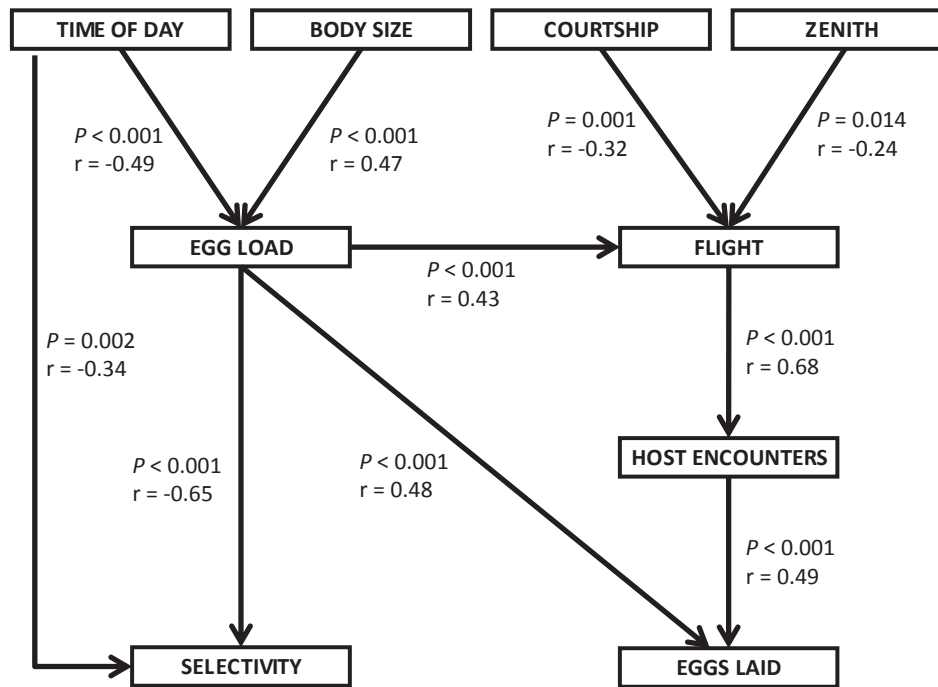 TIME OF DAY
BODY SIZE
COURTSHIP
ZENITH
P < 0.001
r = -0.49
P < 0.001
r = 0.47
P = 0.001
r = -0.32
P = 0.014
r = -0.24
EGG LOAD
FLIGHT
P < 0.001
r = 0.43
P = 0.002
r = -0.34
P < 0.001
r = 0.68
HOST ENCOUNTERS
P < 0.001
r = -0.65
P < 0.001
r = 0.48
P < 0.001
r = 0.49
SELECTIVITY
EGGS LAID